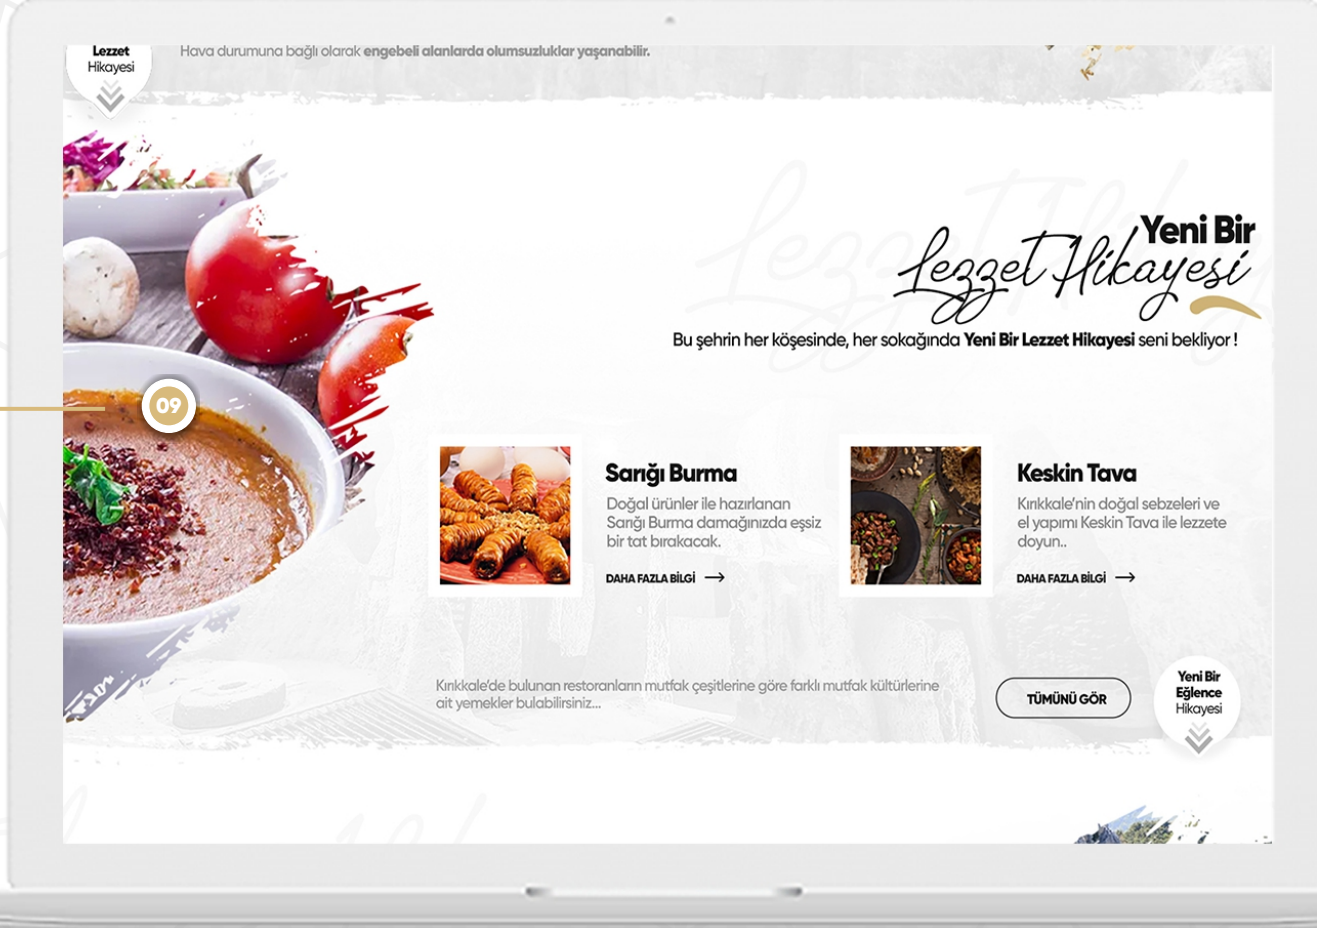 Lezzet
Hikayesi
Hava durumuna bağlı olarak engebeli alanlarda olumsuzluklar yaşanabilir.
Yeni Bir
Lezzet Hikayesi
Bu şehrin her köşesinde, her sokağında Yeni Bir Lezzet Hikayesi seni bekliyor !
09
Sarığı Burma
Doğal ürünler ile hazırlanan
Sarığı Burma damağınızda eşsiz
bir tat bırakacak.
DAHA FAZLA BİLGİ
Keskin Tava
Kırıkkale’nin doğal sebzeleri ve
el yapımı Keskin Tava ile lezzete
doyun..
DAHA FAZLA BİLGİ
Kırıkkale’de bulunan restoranların mutfak çeşitlerine göre farklı mutfak kültürlerine
ait yemekler bulabilirsiniz...
TÜMÜNÜ GÖR
Yeni Bir
Eğlence
Hikayesi